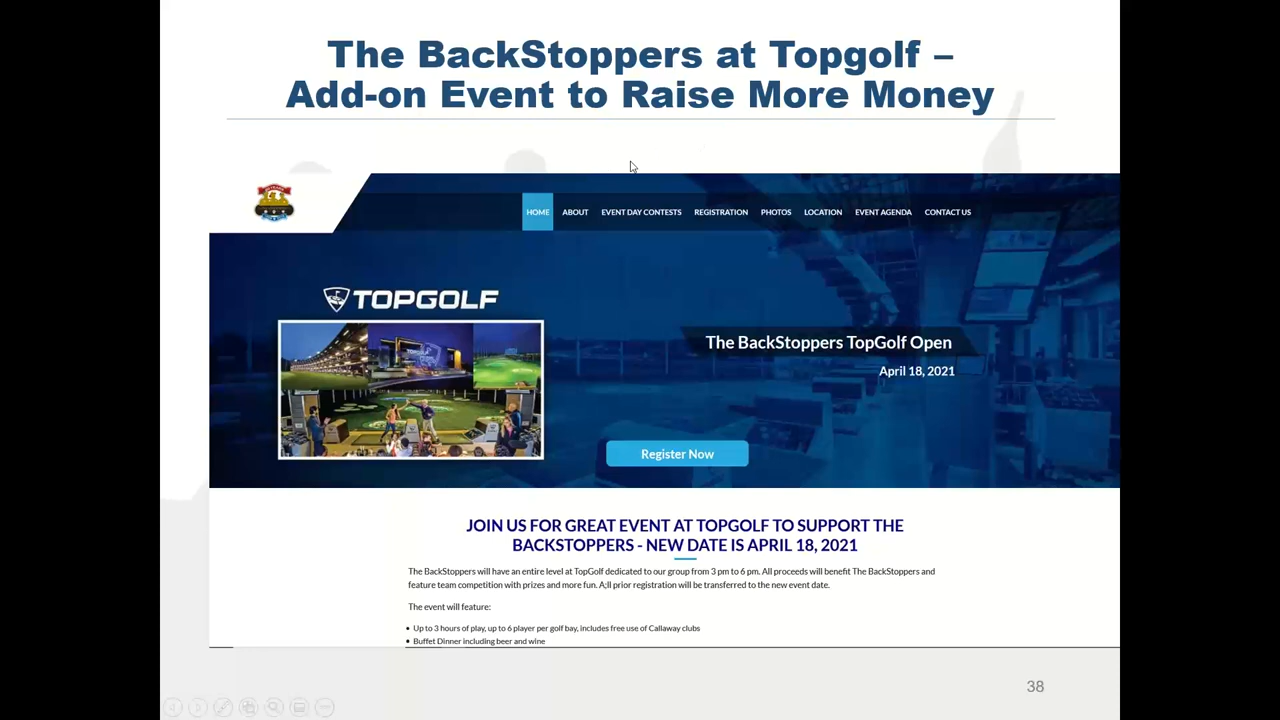 The BackStoppers at Topgolf –
Add-on Event to Raise More Money
HOME ABOUT EVENT DAY CONTESTS REGISTRATION PHOTOS LOCATION EVENT AGENDA CONTACT US
TOPGOLF
The BackStoppers TopGolf Open
April 18, 2021
Register Now
JOIN US FOR GREAT EVENT AT TOPGOLF TO SUPPORT THE
BACKSTOPPERS - NEW DATE IS APRIL 18, 2021
The BackStoppers will have an entire level at TopGolf dedicated to our group from 3 pm to 6 pm. All proceeds will benefit The BackStoppers and
feature team competition with prizes and more fun. A;ll prior registration will be transferred to the new event date.
The event will feature:
• Up to 3 hours of play, up to 6 player per golf bay, includes free use of Callaway clubs
• Buffet Dinner including beer and wine
38